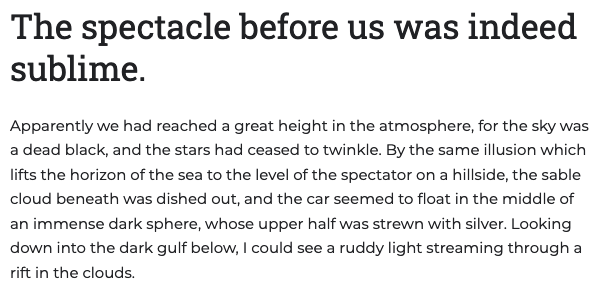 The spectacle before us was indeed
sublime.
Apparently we had reached a great height in the atmosphere, for the sky was
a dead black, and the stars had ceased to twinkle. By the same illusion which
lifts the horizon of the sea to the level of the spectator on a hillside, the sable
cloud beneath was dished out, and the car seemed to float in the middle of
an immense dark sphere, whose upper half was strewn with silver. Looking
down into the dark gulf below, I could see a ruddy light streaming through a
rift in the clouds.